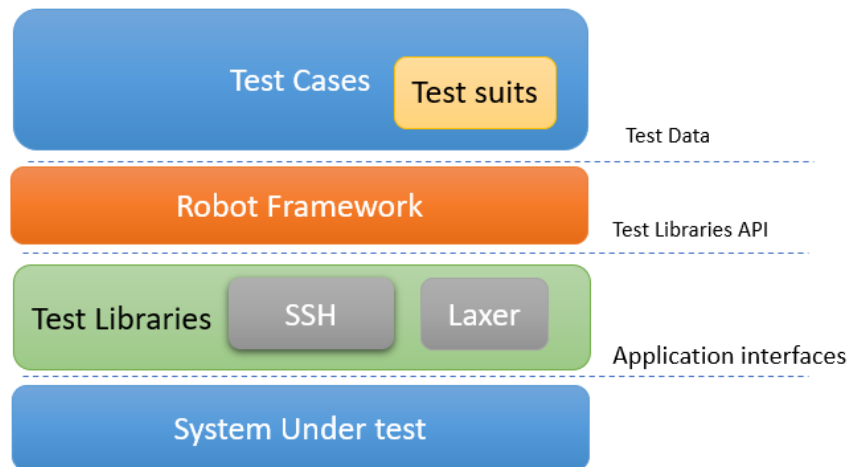 Test Cases
Test suits
Test Data
Robot Framework
Test Libraries API
Test Libraries
SSH
Laxer
Application interfaces
System Under test